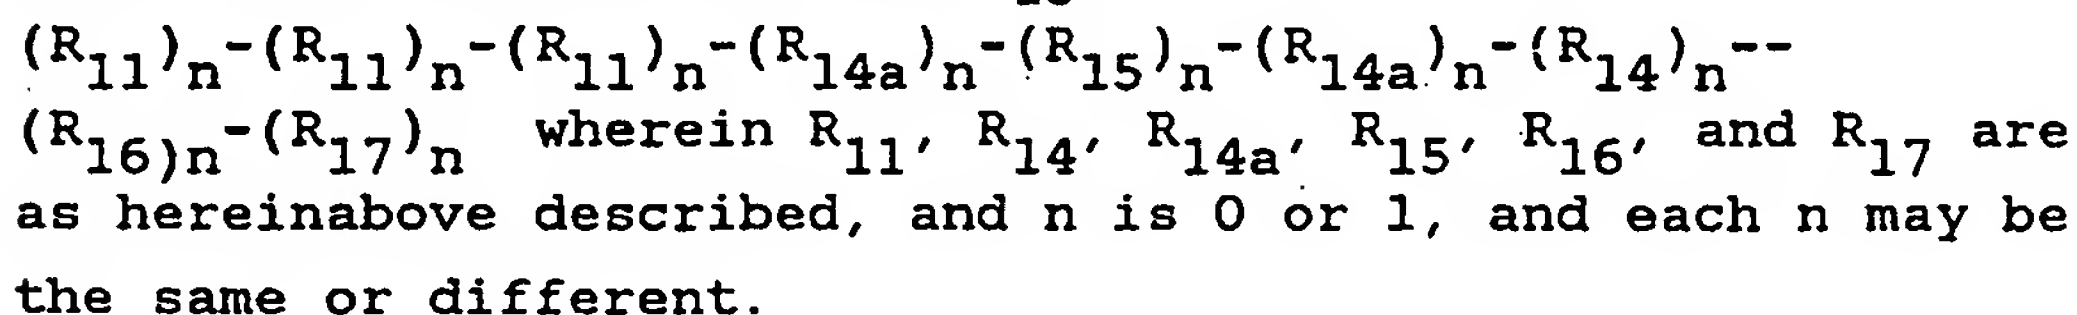 (R11)n-(R11)n-(R11)n-(R14a)n-(R15)n-(R14a)n-(R14)n--
(R16)n-(R17)n wherein R11, R14, R14a, R15, R16, and R17 are
as hereinabove described, and n is 0 or 1, and each n may be
the same or different.